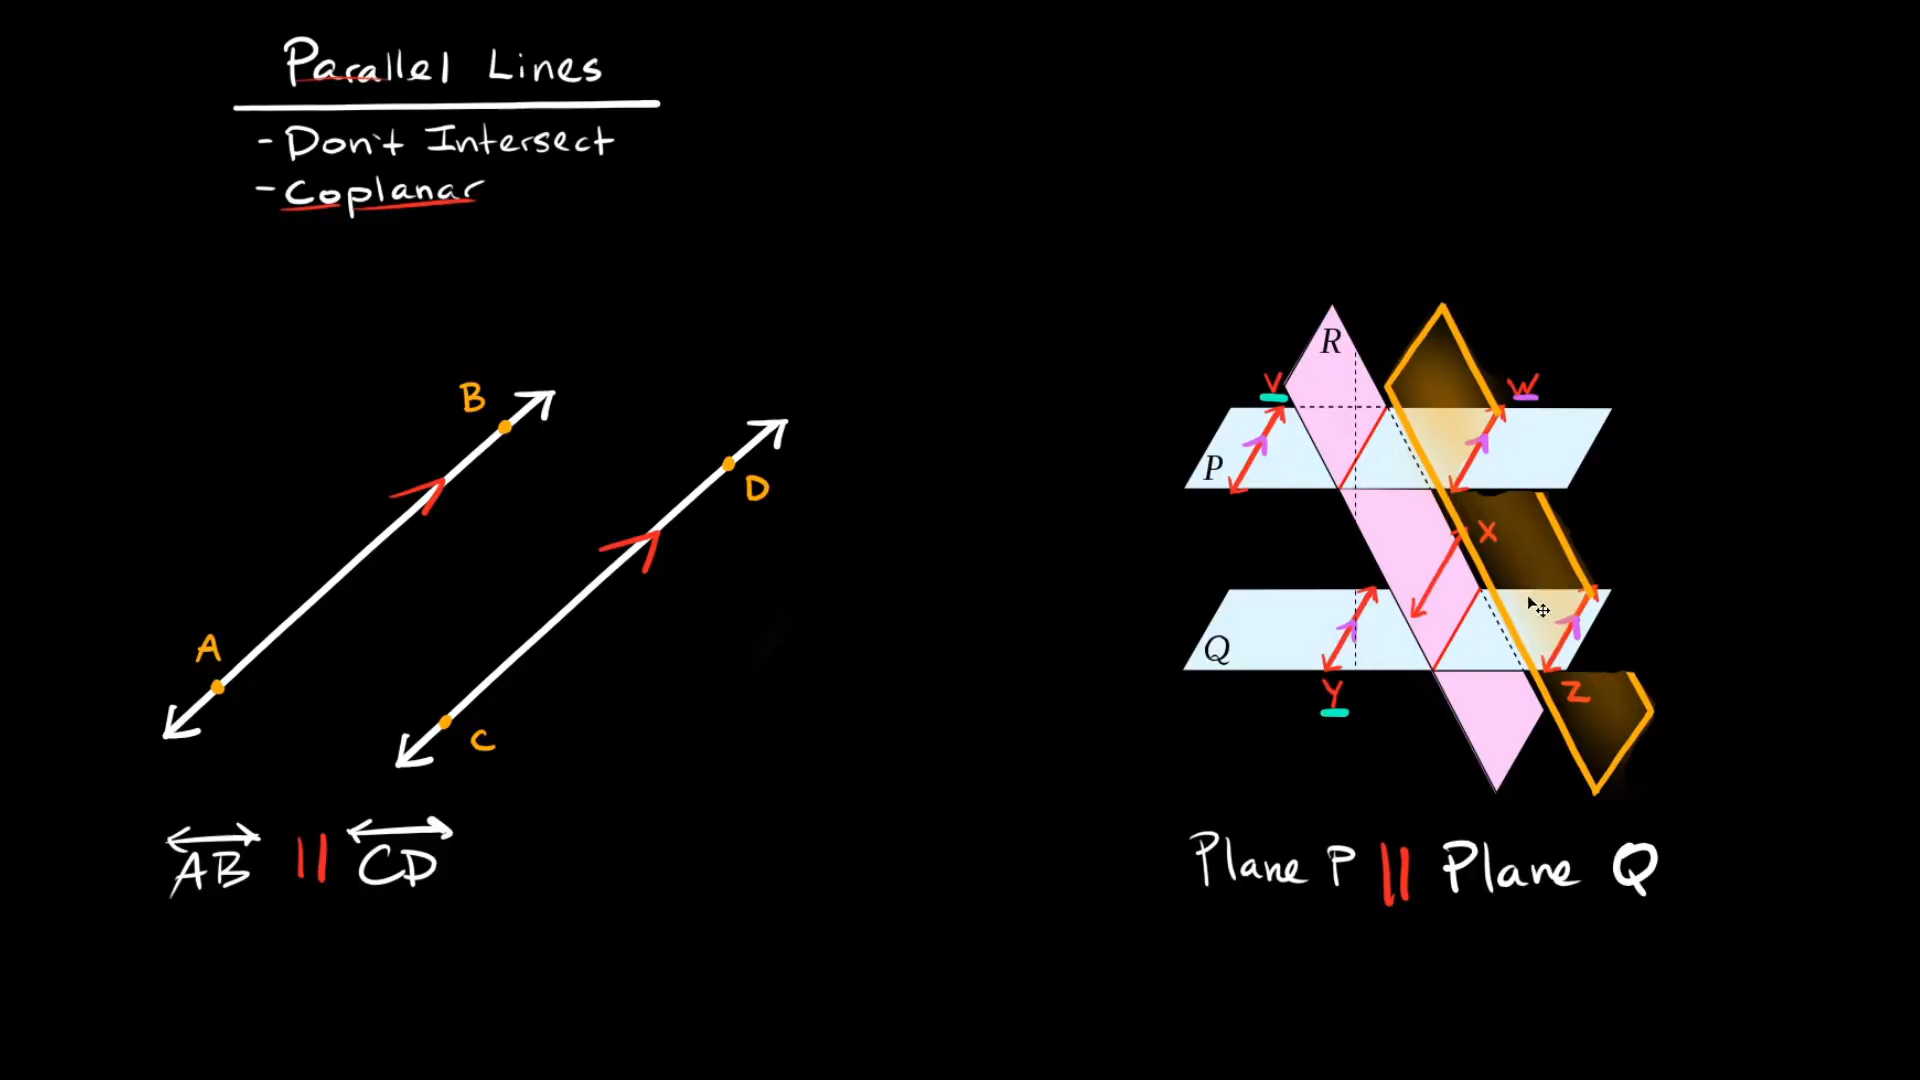 Parallel Lines
- Don't Intersect
- Coplanar
B
D
A
C
AB || CD
R
V
W
P
X
Q
Y
Z
Plane P || Plane Q